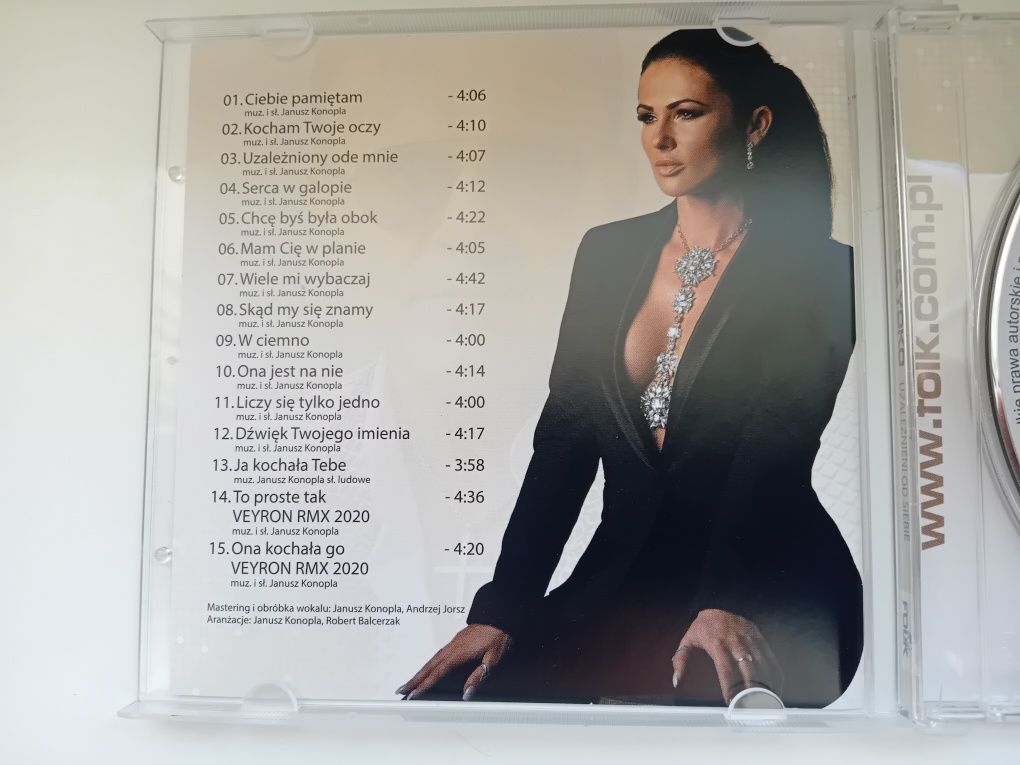 01. Ciebie pamiętam - 4:06
muz. i sł. Janusz Konopla
02. Kocham Twoje oczy - 4:10
muz. i sł. Janusz Konopla
03. Uzależniony ode mnie - 4:07
muz. i sł. Janusz Konopla
04. Serca w galopie - 4:12
muz. i sł. Janusz Konopla
05. Chcę byś była obok - 4:22
muz. i sł. Janusz Konopla
06. Mam Cię w planie - 4:05
muz. i sł. Janusz Konopla
07. Wiele mi wybaczaj - 4:42
muz. i sł. Janusz Konopla
08. Skąd my się znamy - 4:17
muz. i sł. Janusz Konopla
09. W ciemno - 4:00
muz. i sł. Janusz Konopla
10. Ona jest na nie - 4:14
muz. i sł. Janusz Konopla
11. Liczy się tylko jedno - 4:00
muz. i sł. Janusz Konopla
12. Dźwięk Twojego imienia - 4:17
muz. i sł. Janusz Konopla
13. Ja kochała Tebe - 3:58
muz. Janusz Konopla sł. ludowe
14. To proste tak - 4:36
VEYRON RMX 2020
muz. i sł. Janusz Konopla
15. Ona kochała go - 4:20
VEYRON RMX 2020
muz. i sł. Janusz Konopla
Mastering i obróbka wokalu: Janusz Konopla, Andrzej Jorsz
Aranżacje: Janusz Konopla, Robert Balcerzak
UZALEŻNIENI OD SIEBIE
www.folk.com.pl
FOLK
prawa autorskie i